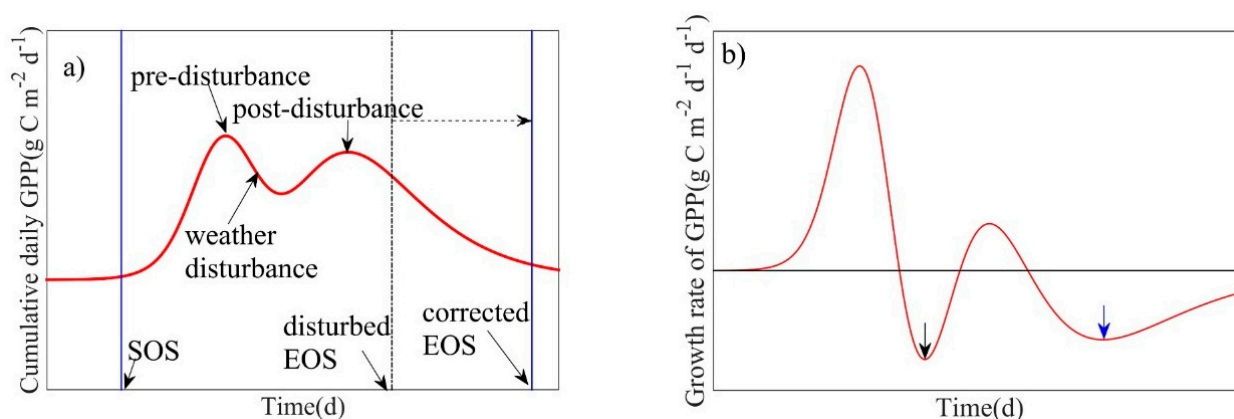 a)
pre-disturbance
post-disturbance
weather
disturbance
disturbed
EOS
corrected
EOS
SOS
Cumulative daily GPP(g C m⁻² d⁻¹)
Time(d)
b)
Growth rate of GPP(g C m⁻² d⁻¹ d⁻¹)
Time(d)